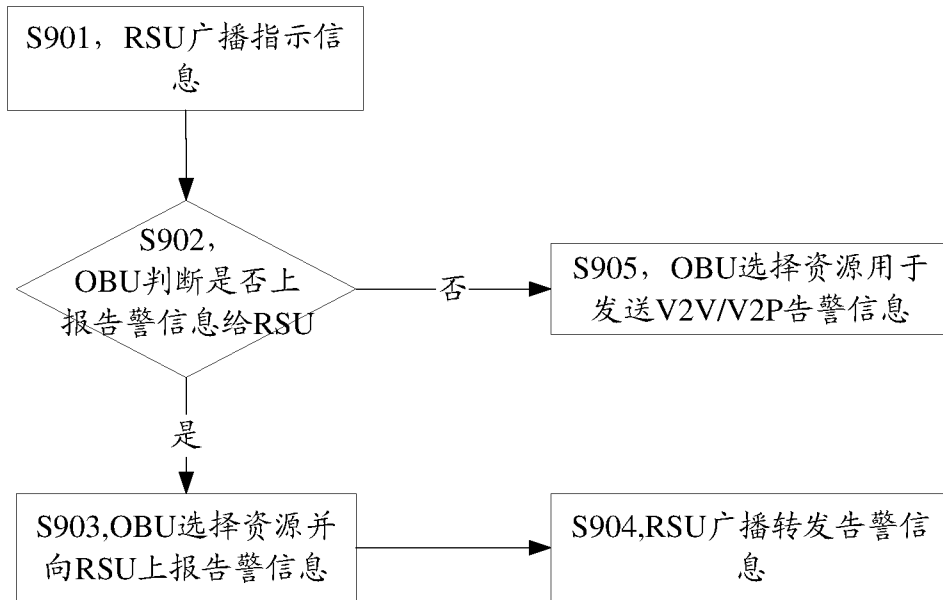 S901，RSU广播指示信
息
S902，
OBU判断是否上
报告警信息给RSU
否
S905，OBU选择资源用于
发送V2V/V2P告警信息
是
S903,OBU选择资源并
向RSU上报告警信息
S904,RSU广播转发告警信
息